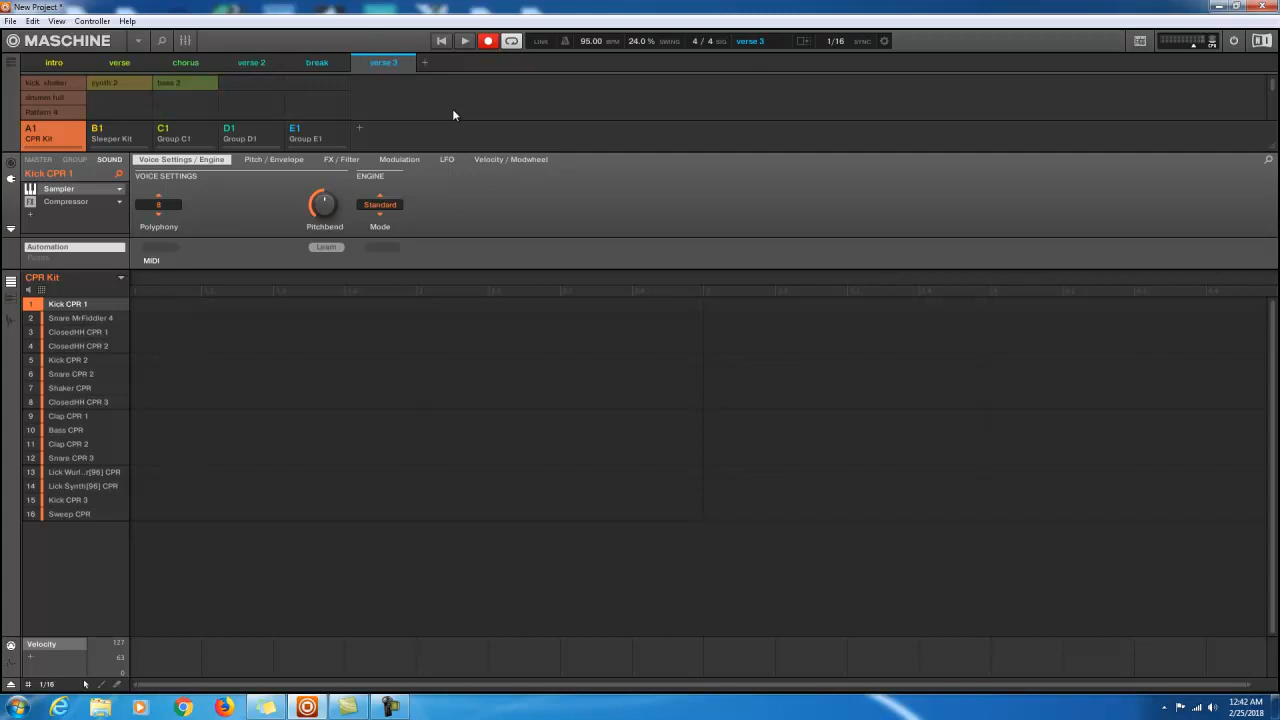 New Project *
File Edit View Controller Help
MASCHINE
LINK 95.00 BPM 24.0 % SWING 4 / 4 SIG verse 3 1/16 SYNC
intro verse chorus verse 2 break verse 3 +
kick, shaker synth 2 bass 2
drumm full
Pattern 4
A1 B1 C1 D1 E1 +
CPR Kit Sleeper Kit Group C1 Group D1 Group E1
MASTER GROUP SOUND Voice Settings / Engine Pitch / Envelope FX / Filter Modulation LFO Velocity / Modwheel
Kick CPR 1 VOICE SETTINGS ENGINE
Sampler
FX Compressor 8 Standard
+
Polyphony Pitchbend Mode
Automation Learn
Pages MIDI
CPR Kit
1 Kick CPR 1
2 Snare MrFiddler 4
3 ClosedHH CPR 1
4 ClosedHH CPR 2
5 Kick CPR 2
6 Snare CPR 2
7 Shaker CPR
8 ClosedHH CPR 3
9 Clap CPR 1
10 Bass CPR
11 Clap CPR 2
12 Snare CPR 3
13 Lick Wurl..r[96] CPR
14 Lick Synth[96] CPR
15 Kick CPR 3
16 Sweep CPR
Velocity 127
+ 63
0
1/16
12:42 AM
2/25/2018